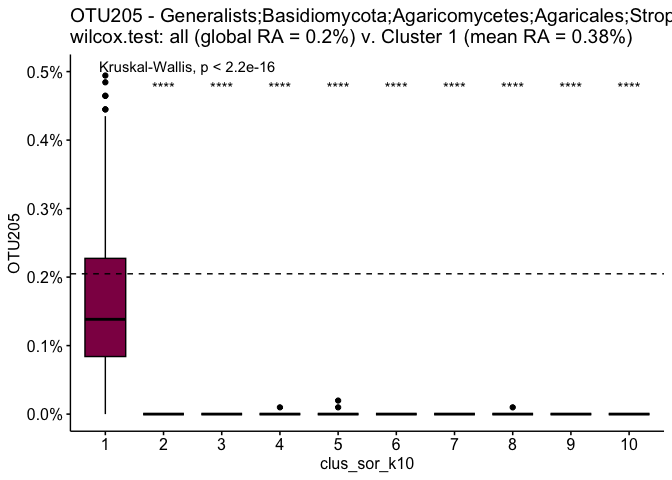 OTU205 - Generalists;Basidiomycota;Agaricomycetes;Agaricales;Strop
wilcox.test: all (global RA = 0.2%) v. Cluster 1 (mean RA = 0.38%)
Kruskal-Wallis, p < 2.2e-16
**** **** **** **** **** **** **** **** ****
0.5%
0.4%
0.3%
0.2%
0.1%
0.0%
OTU205
1 2 3 4 5 6 7 8 9 10
clus_sor_k10